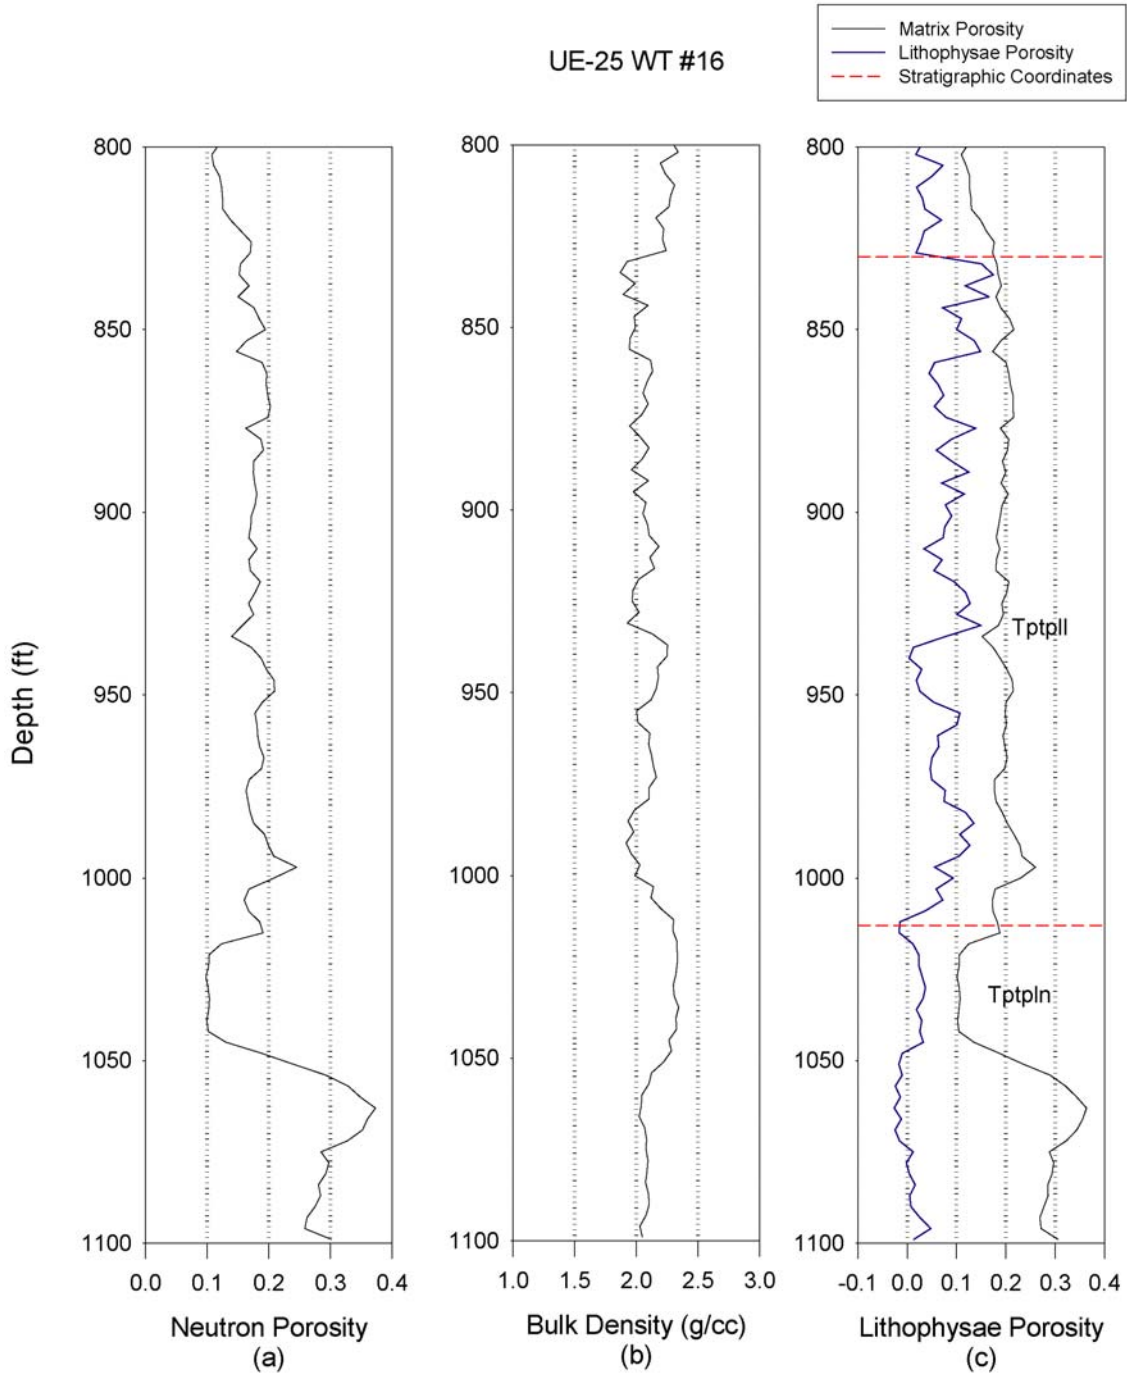 Matrix Porosity
Lithophysae Porosity
Stratigraphic Coordinates
UE-25 WT #16
Depth (ft)
800
850
900
950
1000
1050
1100
0.0 0.1 0.2 0.3 0.4
Neutron Porosity
(a)
800
850
900
950
1000
1050
1100
1.0 1.5 2.0 2.5 3.0
Bulk Density (g/cc)
(b)
800
850
900
950
1000
1050
1100
Tptpll
Tptpln
-0.1 0.0 0.1 0.2 0.3 0.4
Lithophysae Porosity
(c)